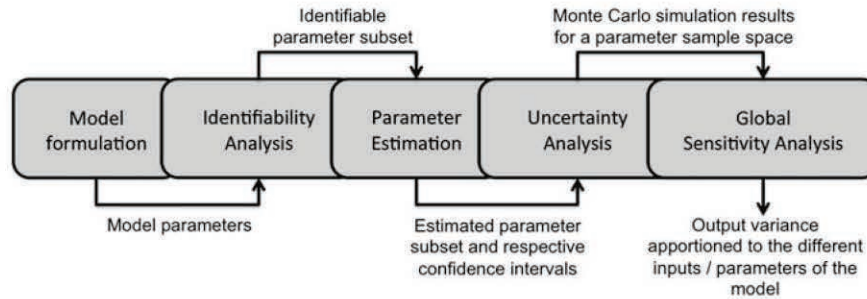 Identifiable
parameter subset
Monte Carlo simulation results
for a parameter sample space
Model
formulation
Identifiability
Analysis
Parameter
Estimation
Uncertainty
Analysis
Global
Sensitivity Analysis
Model parameters
Estimated parameter
subset and respective
confidence intervals
Output variance
apportioned to the different
inputs / parameters of the
model